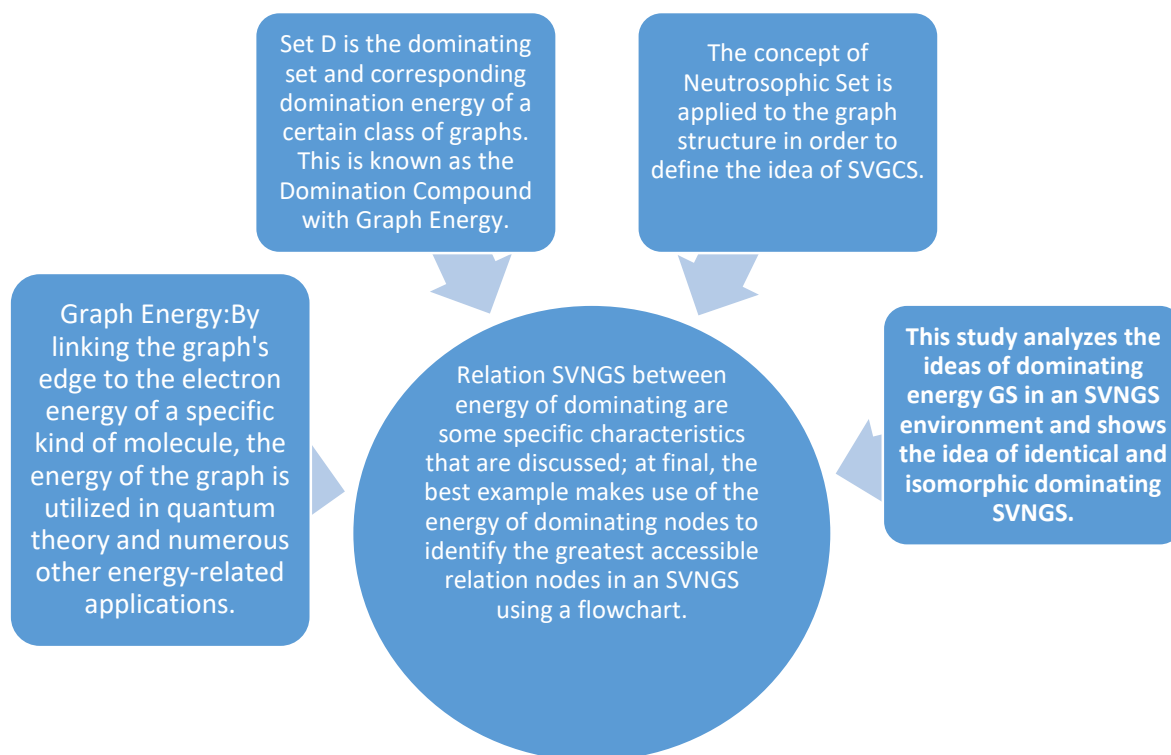 Set D is the dominating
set and corresponding
domination energy of a
certain class of graphs.
This is known as the
Domination Compound
with Graph Energy.
The concept of
Neutrosophic Set is
applied to the graph
structure in order to
define the idea of SVGCS.
Graph Energy:By
linking the graph's
edge to the electron
energy of a specific
kind of molecule, the
energy of the graph is
utilized in quantum
theory and numerous
other energy-related
applications.
Relation SVNGS between
energy of dominating are
some specific characteristics
that are discussed; at final, the
best example makes use of the
energy of dominating nodes to
identify the greatest accessible
relation nodes in an SVNGS
using a flowchart.
This study analyzes the
ideas of dominating
energy GS in an SVNGS
environment and shows
the idea of identical and
isomorphic dominating
SVNGS.